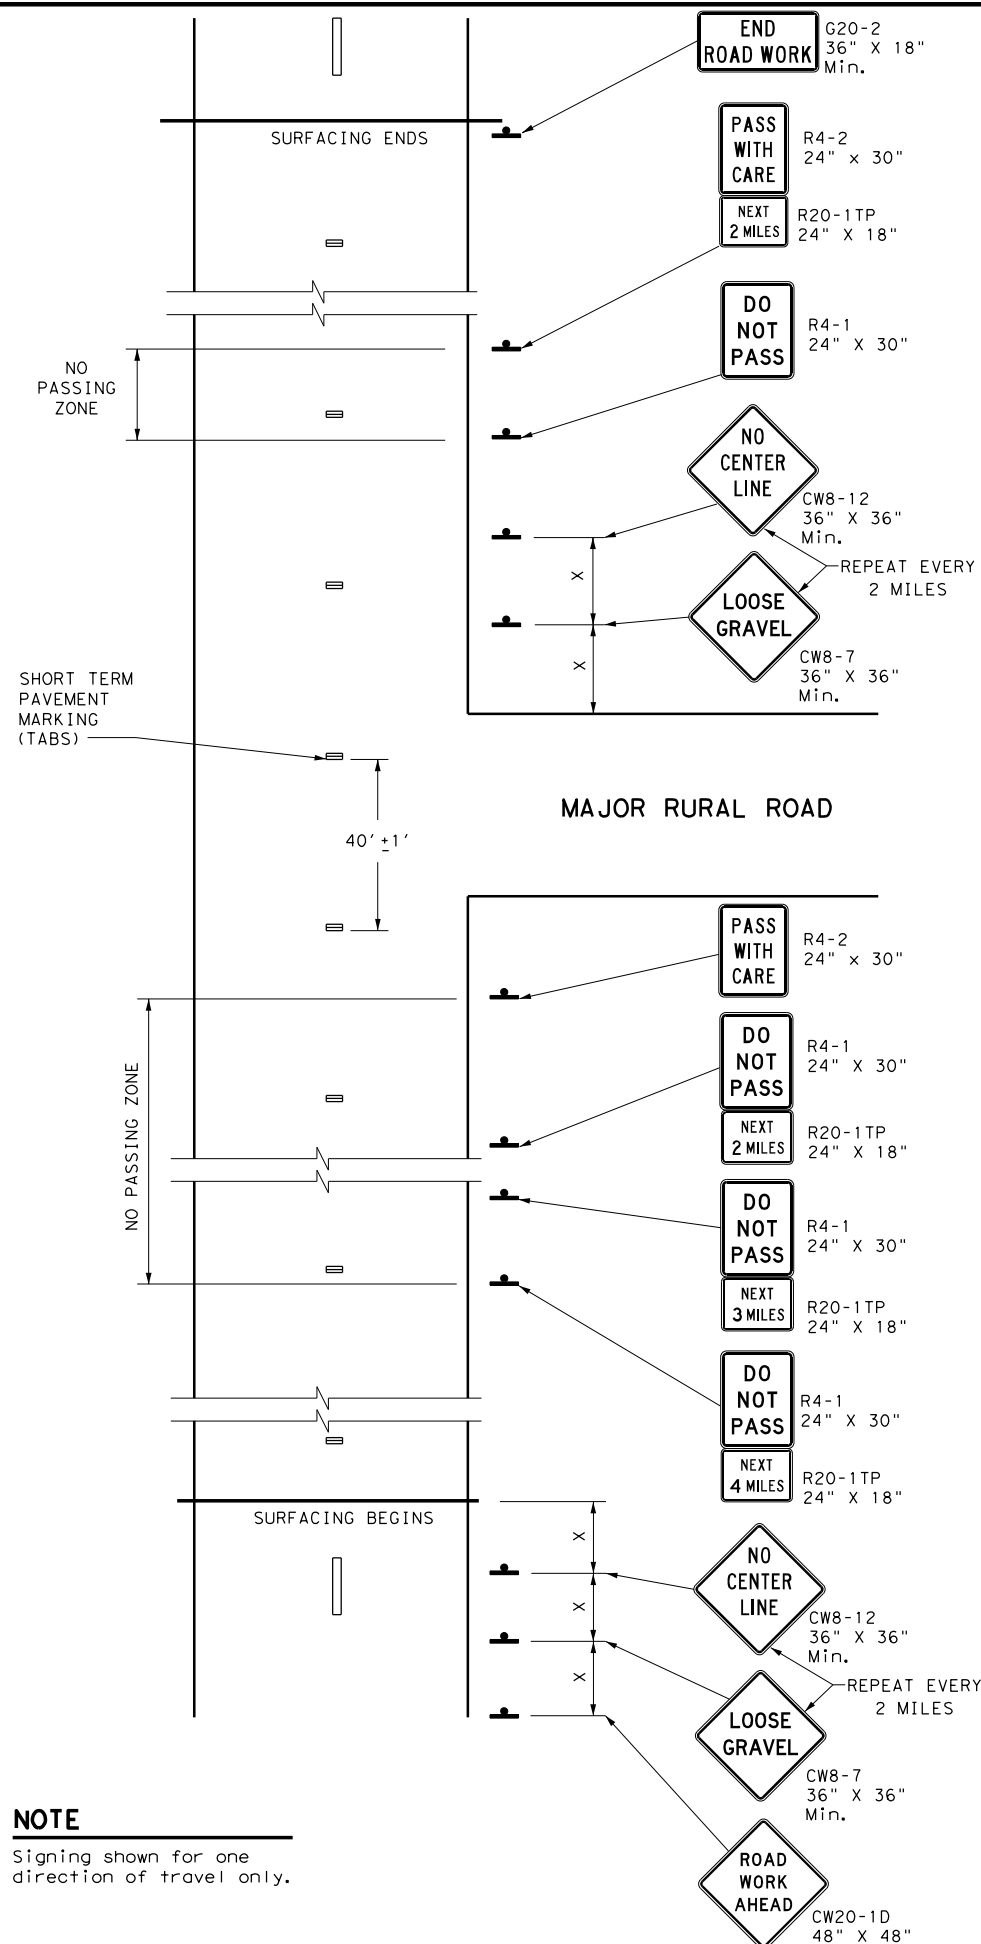 END
ROAD WORK
G20-2
36" X 18"
Min.
SURFACING ENDS
PASS
WITH
CARE
R4-2
24" x 30"
NEXT
2 MILES
R20-1TP
24" X 18"
DO
NOT
PASS
R4-1
24" X 30"
NO
PASSING
ZONE
NO
CENTER
LINE
CW8-12
36" X 36"
Min.
REPEAT EVERY
2 MILES
X
LOOSE
GRAVEL
CW8-7
36" X 36"
Min.
X
SHORT TERM
PAVEMENT
MARKING
(TABS)
40' ±1'
MAJOR RURAL ROAD
PASS
WITH
CARE
R4-2
24" x 30"
NO PASSING ZONE
DO
NOT
PASS
R4-1
24" X 30"
NEXT
2 MILES
R20-1TP
24" X 18"
DO
NOT
PASS
R4-1
24" X 30"
NEXT
3 MILES
R20-1TP
24" X 18"
DO
NOT
PASS
R4-1
24" X 30"
NEXT
4 MILES
R20-1TP
24" X 18"
SURFACING BEGINS
X
NO
CENTER
LINE
CW8-12
36" X 36"
Min.
X
REPEAT EVERY
2 MILES
X
LOOSE
GRAVEL
CW8-7
36" X 36"
Min.
NOTE
Signing shown for one
direction of travel only.
ROAD
WORK
AHEAD
CW20-1D
48" X 48"